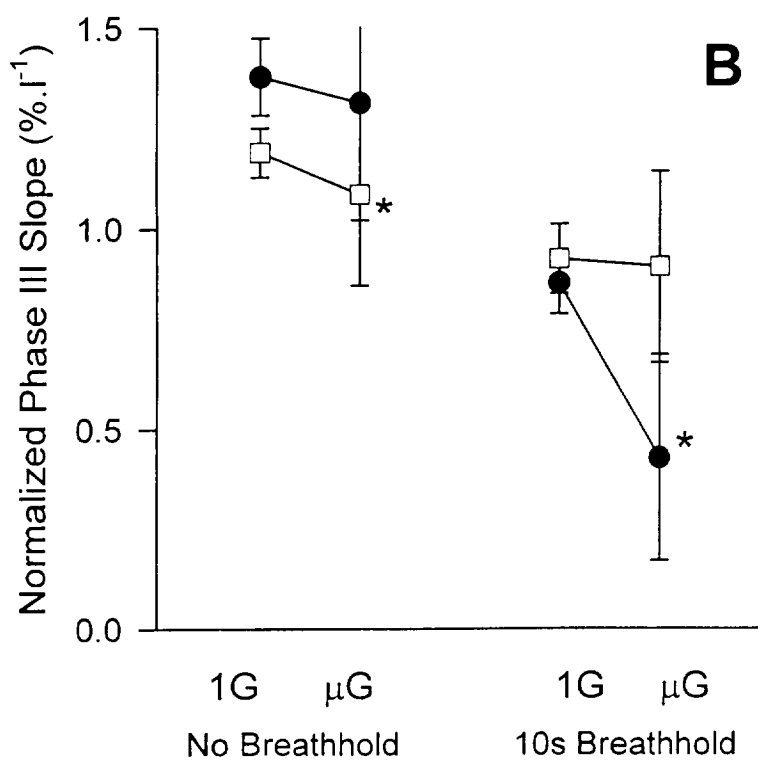 B
Normalized Phase III Slope (%.l⁻¹)
1.5
1.0
0.5
0.0
*
*
1G μG 1G μG
No Breathhold 10s Breathhold